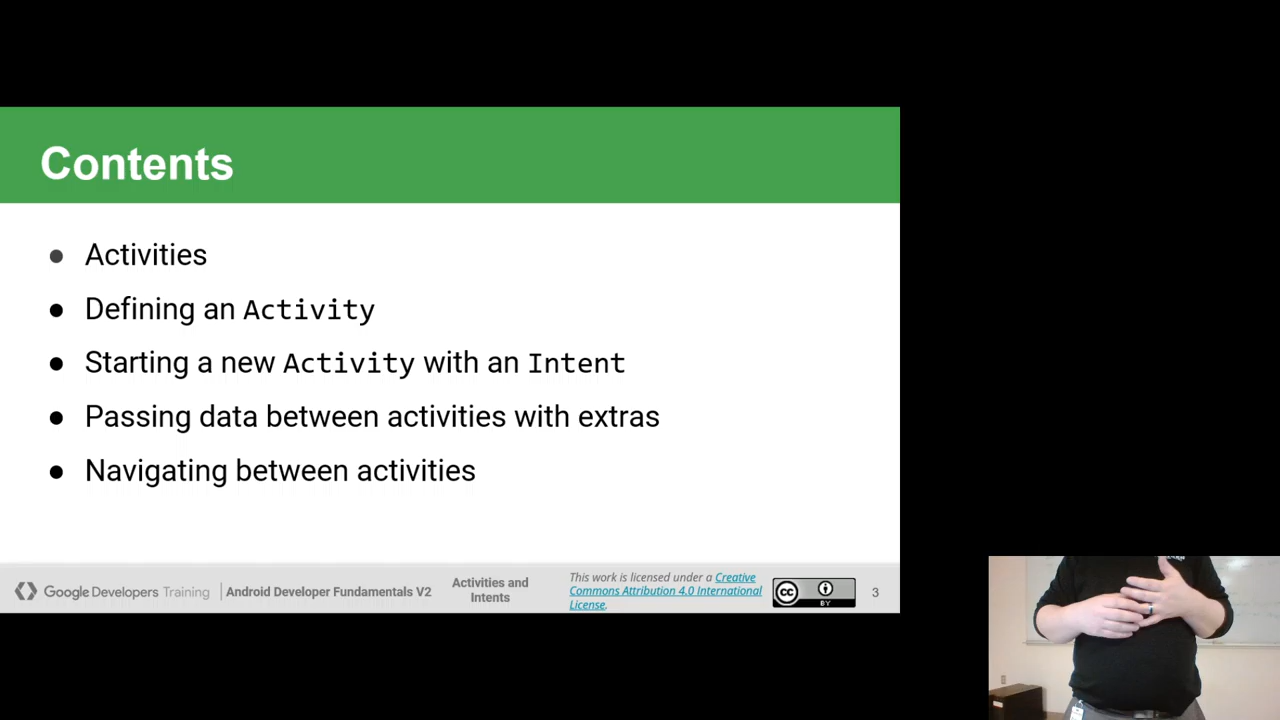 Contents
● Activities
● Defining an Activity
● Starting a new Activity with an Intent
● Passing data between activities with extras
● Navigating between activities
Google Developers Training
Android Developer Fundamentals V2
Activities and
Intents
This work is licensed under a Creative
Commons Attribution 4.0 International
License.
cc
BY
3